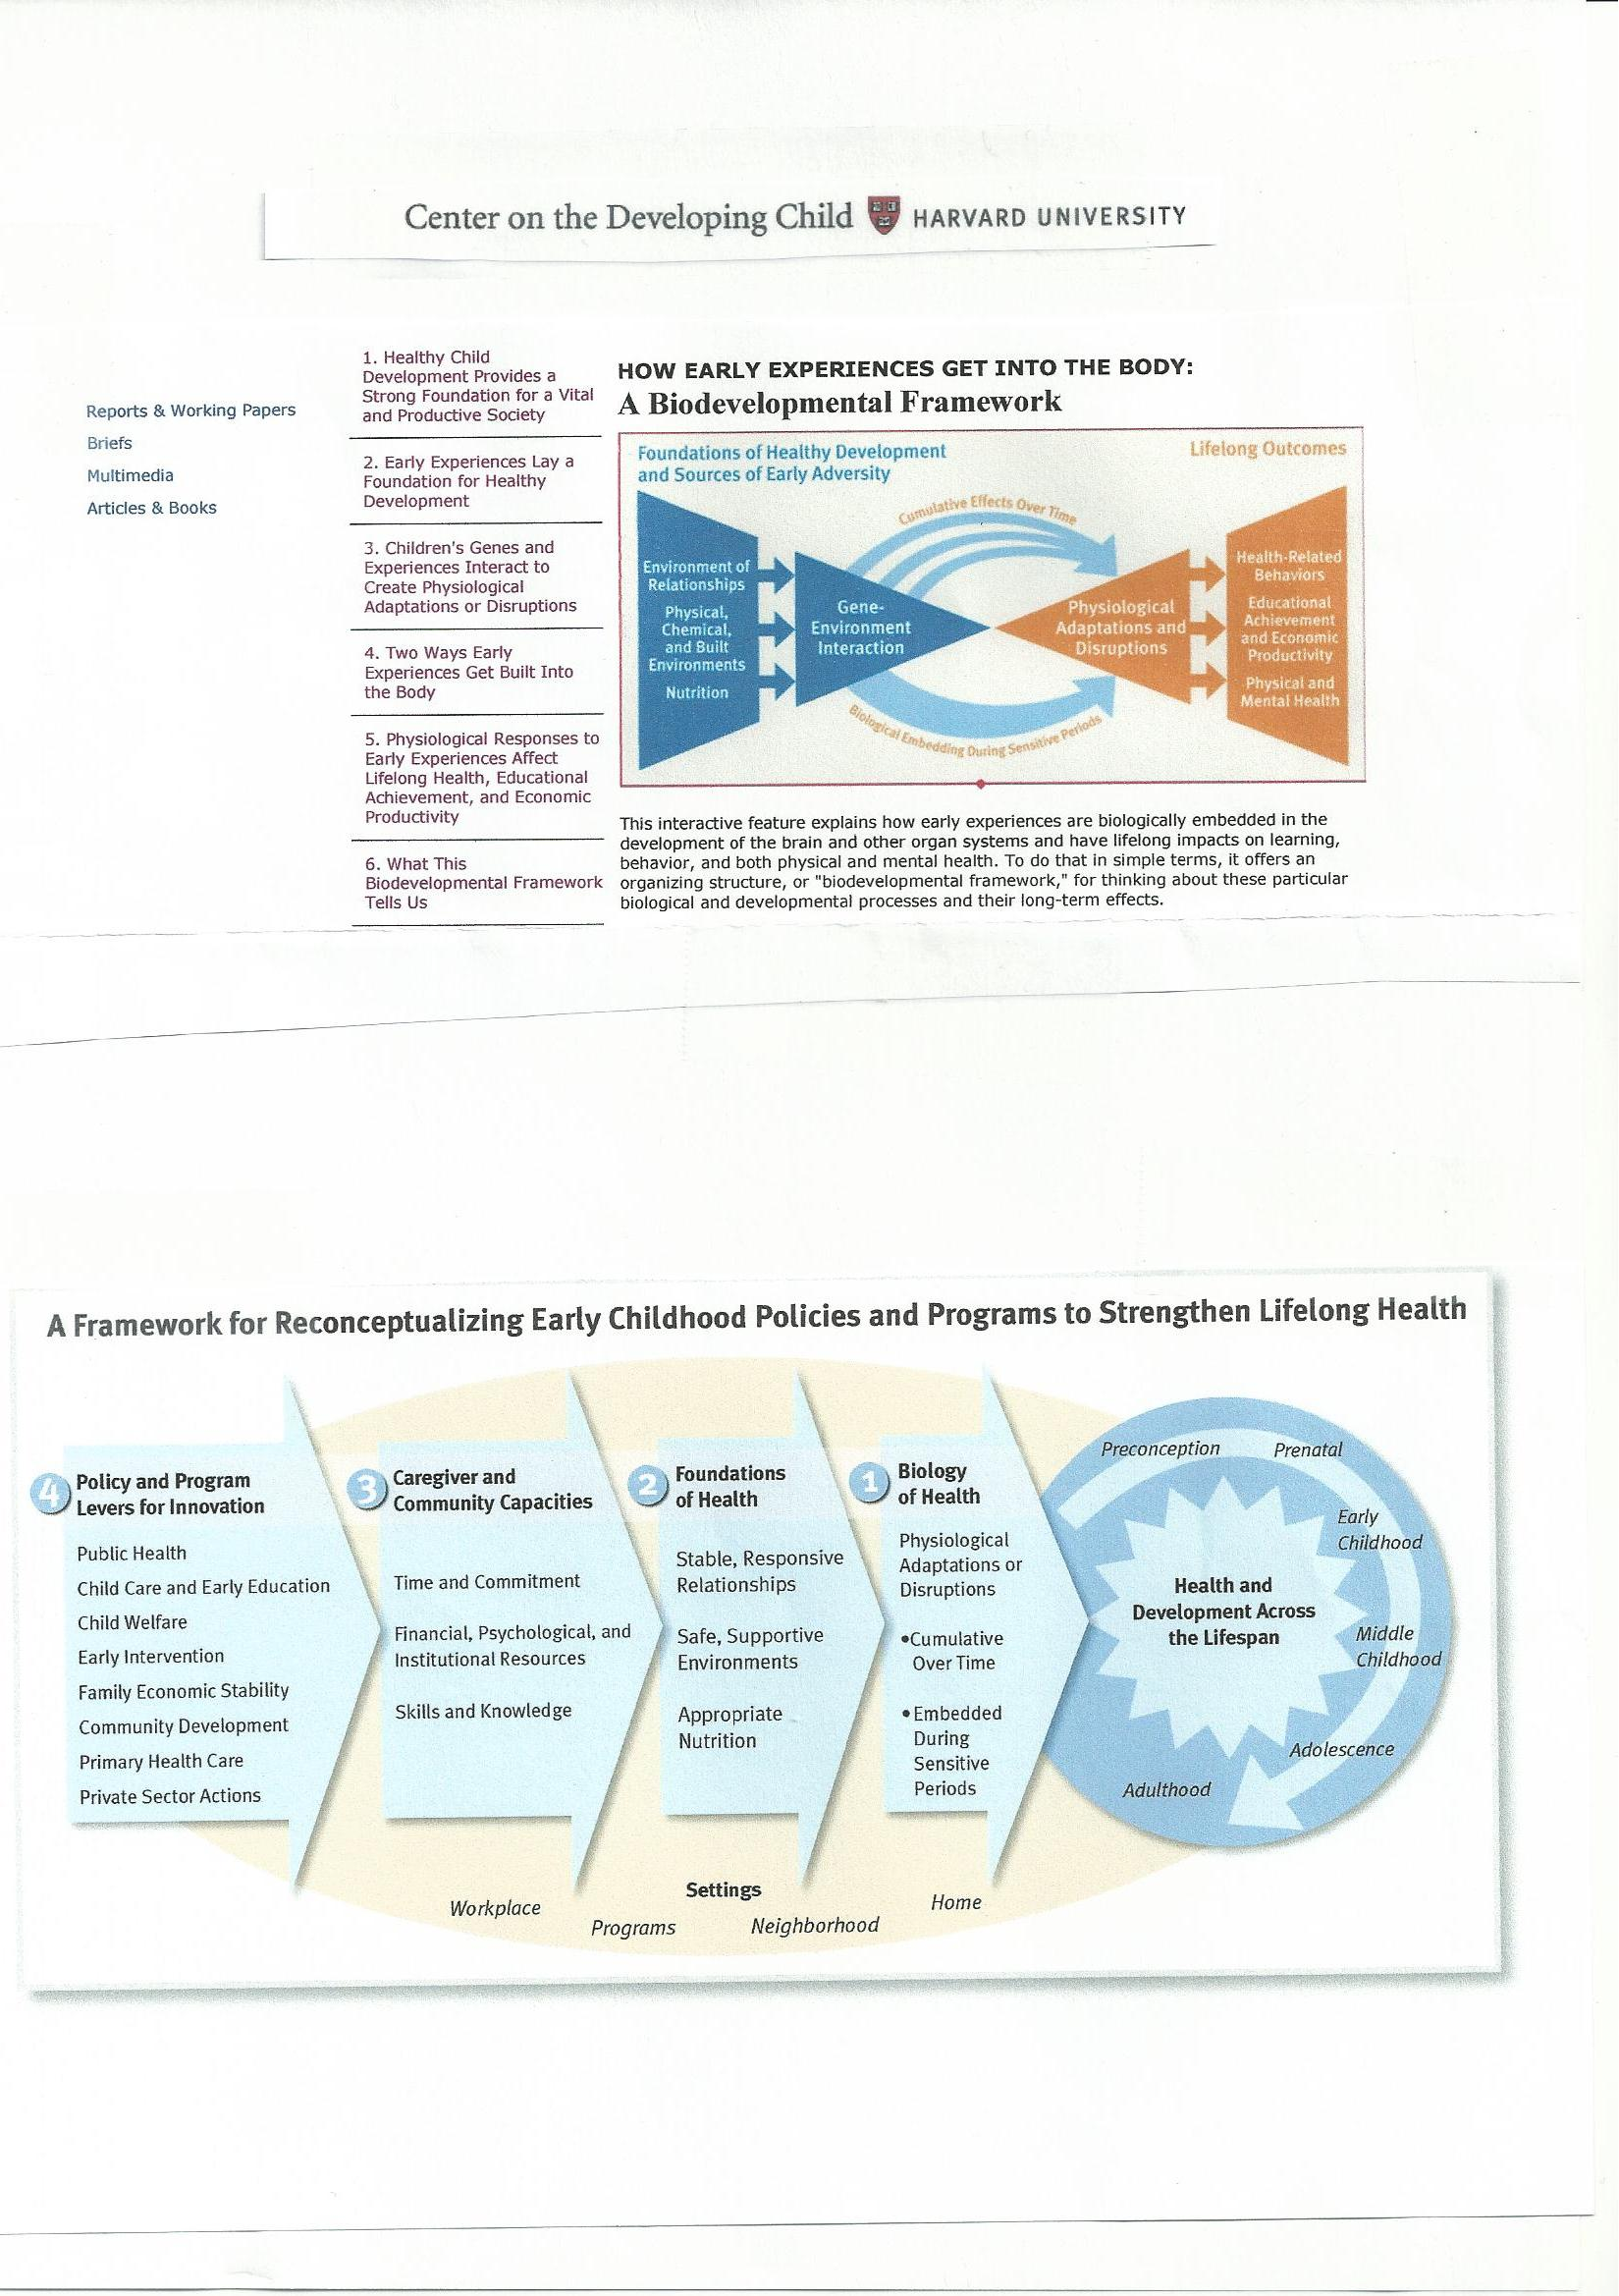 Center on the Developing Child HARVARD UNIVERSITY
Reports & Working Papers
Briefs
Multimedia
Articles & Books
1. Healthy Child
Development Provides a
Strong Foundation for a Vital
and Productive Society
2. Early Experiences Lay a
Foundation for Healthy
Development
3. Children's Genes and
Experiences Interact to
Create Physiological
Adaptations or Disruptions
4. Two Ways Early
Experiences Get Built Into
the Body
5. Physiological Responses to
Early Experiences Affect
Lifelong Health, Educational
Achievement, and Economic
Productivity
6. What This
Biodevelopmental Framework
Tells Us
HOW EARLY EXPERIENCES GET INTO THE BODY:
A Biodevelopmental Framework
Foundations of Healthy Development
and Sources of Early Adversity
Lifelong Outcomes
Cumulative Effects Over Time
Environment of
Relationships
Physical,
Chemical,
and Built
Environments
Nutrition
Gene-
Environment
Interaction
Physiological
Adaptations and
Disruptions
Health-Related
Behaviors
Educational
Achievement
and Economic
Productivity
Physical and
Mental Health
Biological Embedding During Sensitive Periods
This interactive feature explains how early experiences are biologically embedded in the
development of the brain and other organ systems and have lifelong impacts on learning,
behavior, and both physical and mental health. To do that in simple terms, it offers an
organizing structure, or "biodevelopmental framework," for thinking about these particular
biological and developmental processes and their long-term effects.
A Framework for Reconceptualizing Early Childhood Policies and Programs to Strengthen Lifelong Health
4 Policy and Program
Levers for Innovation
Public Health
Child Care and Early Education
Child Welfare
Early Intervention
Family Economic Stability
Community Development
Primary Health Care
Private Sector Actions
3 Caregiver and
Community Capacities
Time and Commitment
Financial, Psychological, and
Institutional Resources
Skills and Knowledge
2 Foundations
of Health
Stable, Responsive
Relationships
Safe, Supportive
Environments
Appropriate
Nutrition
1 Biology
of Health
Physiological
Adaptations or
Disruptions
•Cumulative
Over Time
•Embedded
During
Sensitive
Periods
Preconception
Prenatal
Early
Childhood
Middle
Childhood
Adolescence
Adulthood
Health and
Development Across
the Lifespan
Settings
Workplace
Programs
Neighborhood
Home